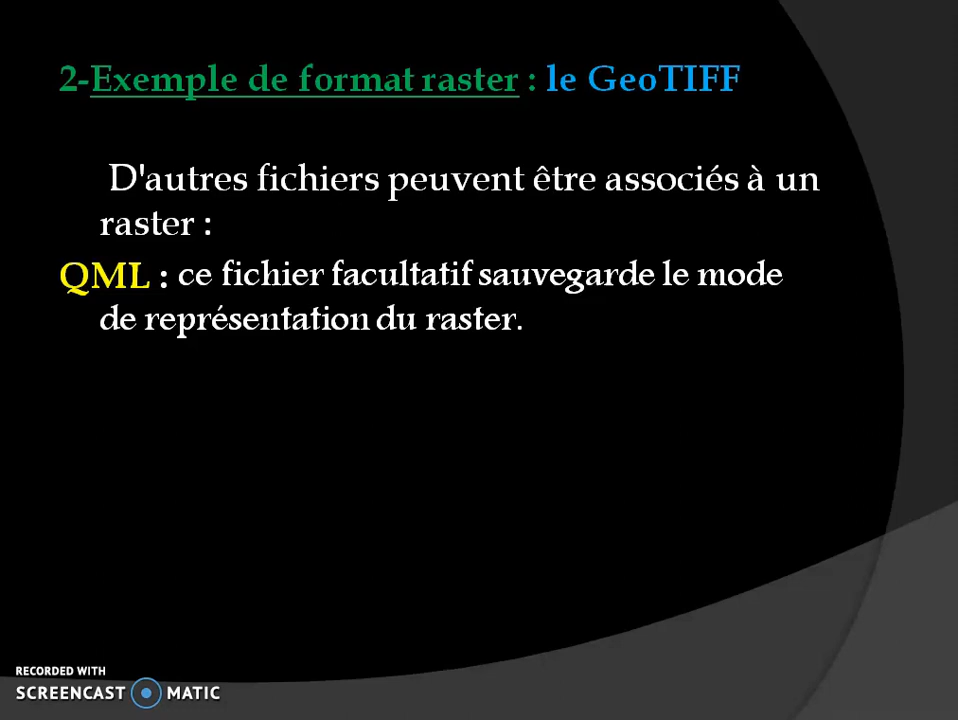 2-Exemple de format raster : le GeoTIFF
D'autres fichiers peuvent être associés à un
raster :
QML : ce fichier facultatif sauvegarde le mode
de représentation du raster.
RECORDED WITH
SCREENCAST MATIC